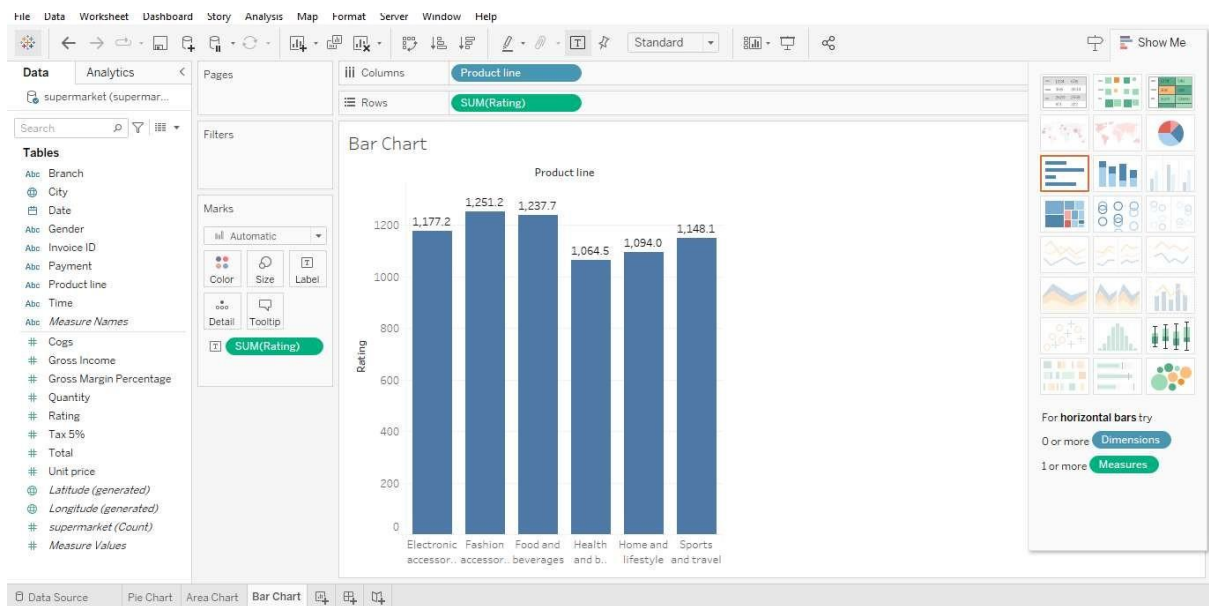 File Data Worksheet Dashboard Story Analysis Map Format Server Window Help
Standard
Show Me
Data Analytics
supermarket (supermar...
Search
Tables
Abc Branch
City
Date
Abc Gender
Abc Invoice ID
Abc Payment
Abc Product line
Abc Time
Abc Measure Names
# Cogs
# Gross Income
# Gross Margin Percentage
# Quantity
# Rating
# Tax 5%
# Total
# Unit price
Latitude (generated)
Longitude (generated)
# supermarket (Count)
# Measure Values
Pages
Filters
Marks
Automatic
Color Size Label
Detail Tooltip
SUM(Rating)
iii Columns Product line
Rows SUM(Rating)
Bar Chart
Product line
Rating
1200
1000
800
600
400
200
0
1,177.2
1,251.2
1,237.7
1,064.5
1,094.0
1,148.1
Electronic
accessor..
Fashion
accessor..
Food and
beverages
Health
and b..
Home and
lifestyle
Sports
and travel
For horizontal bars try
0 or more Dimensions
1 or more Measures
Data Source Pie Chart Area Chart Bar Chart